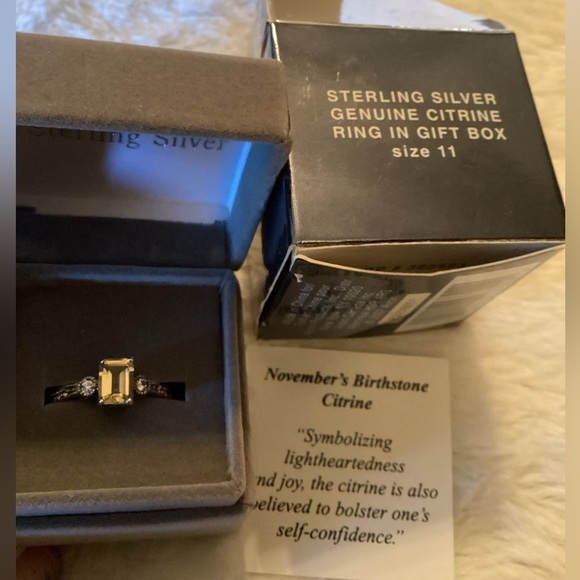 Sterling Silver
STERLING SILVER
GENUINE CITRINE
RING IN GIFT BOX
size 11
November's Birthstone
Citrine
"Symbolizing
lightheartedness
nd joy, the citrine is also
elieved to bolster one's
self-confidence."